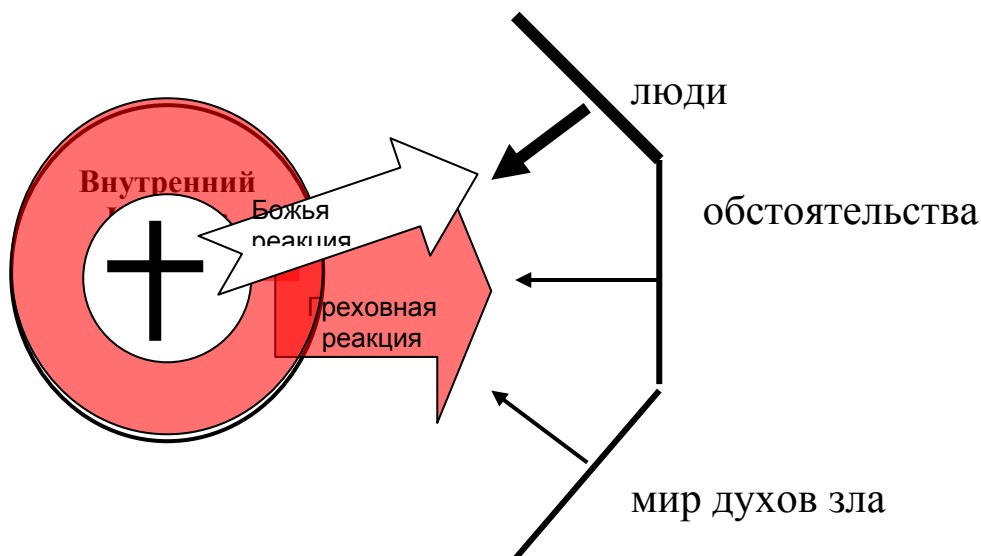 люди
Внутренний
Божья
реакция
обстоятельства
Греховная
реакция
мир духов зла